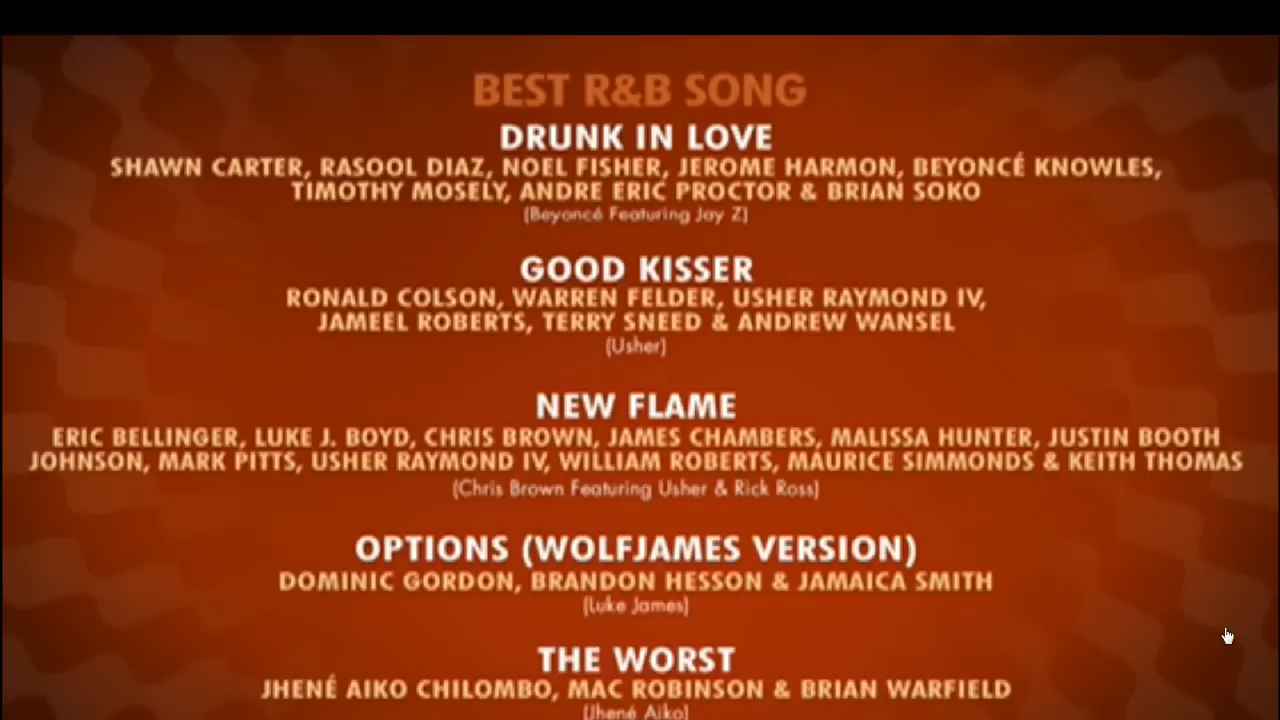 BEST R&B SONG
DRUNK IN LOVE
SHAWN CARTER, RASOOL DIAZ, NOEL FISHER, JEROME HARMON, BEYONCÉ KNOWLES,
TIMOTHY MOSELY, ANDRE ERIC PROCTOR & BRIAN SOKO
(Beyoncé Featuring Jay Z)
GOOD KISSER
RONALD COLSON, WARREN FELDER, USHER RAYMOND IV,
JAMEEL ROBERTS, TERRY SNEED & ANDREW WANSEL
(Usher)
NEW FLAME
ERIC BELLINGER, LUKE J. BOYD, CHRIS BROWN, JAMES CHAMBERS, MALISSA HUNTER, JUSTIN BOOTH
JOHNSON, MARK PITTS, USHER RAYMOND IV, WILLIAM ROBERTS, MAURICE SIMMONDS & KEITH THOMAS
(Chris Brown Featuring Usher & Rick Ross)
OPTIONS (WOLFJAMES VERSION)
DOMINIC GORDON, BRANDON HESSON & JAMAICA SMITH
(Luke James)
THE WORST
JHENÉ AIKO CHILOMBO, MAC ROBINSON & BRIAN WARFIELD
(Jhené Aiko)